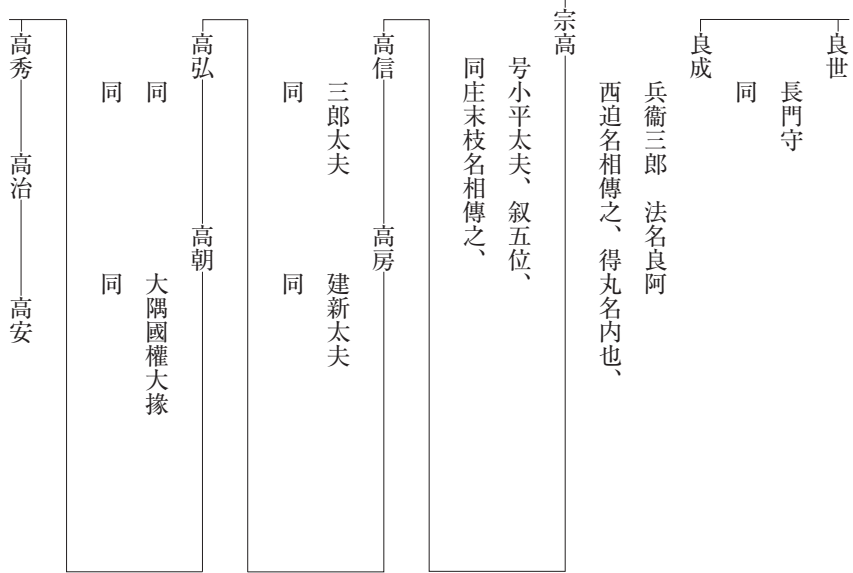 良世
長門守
同
良成
兵衞三郎　法名良阿
西迫名相傳之、得丸名内也、
宗高
号小平太夫、叙五位、
同庄末枝名相傳之、
高信
三郎太夫
同
高房
建新太夫
同
高弘
同
同
高朝
大隅國權大掾
同
高秀
高治
高安